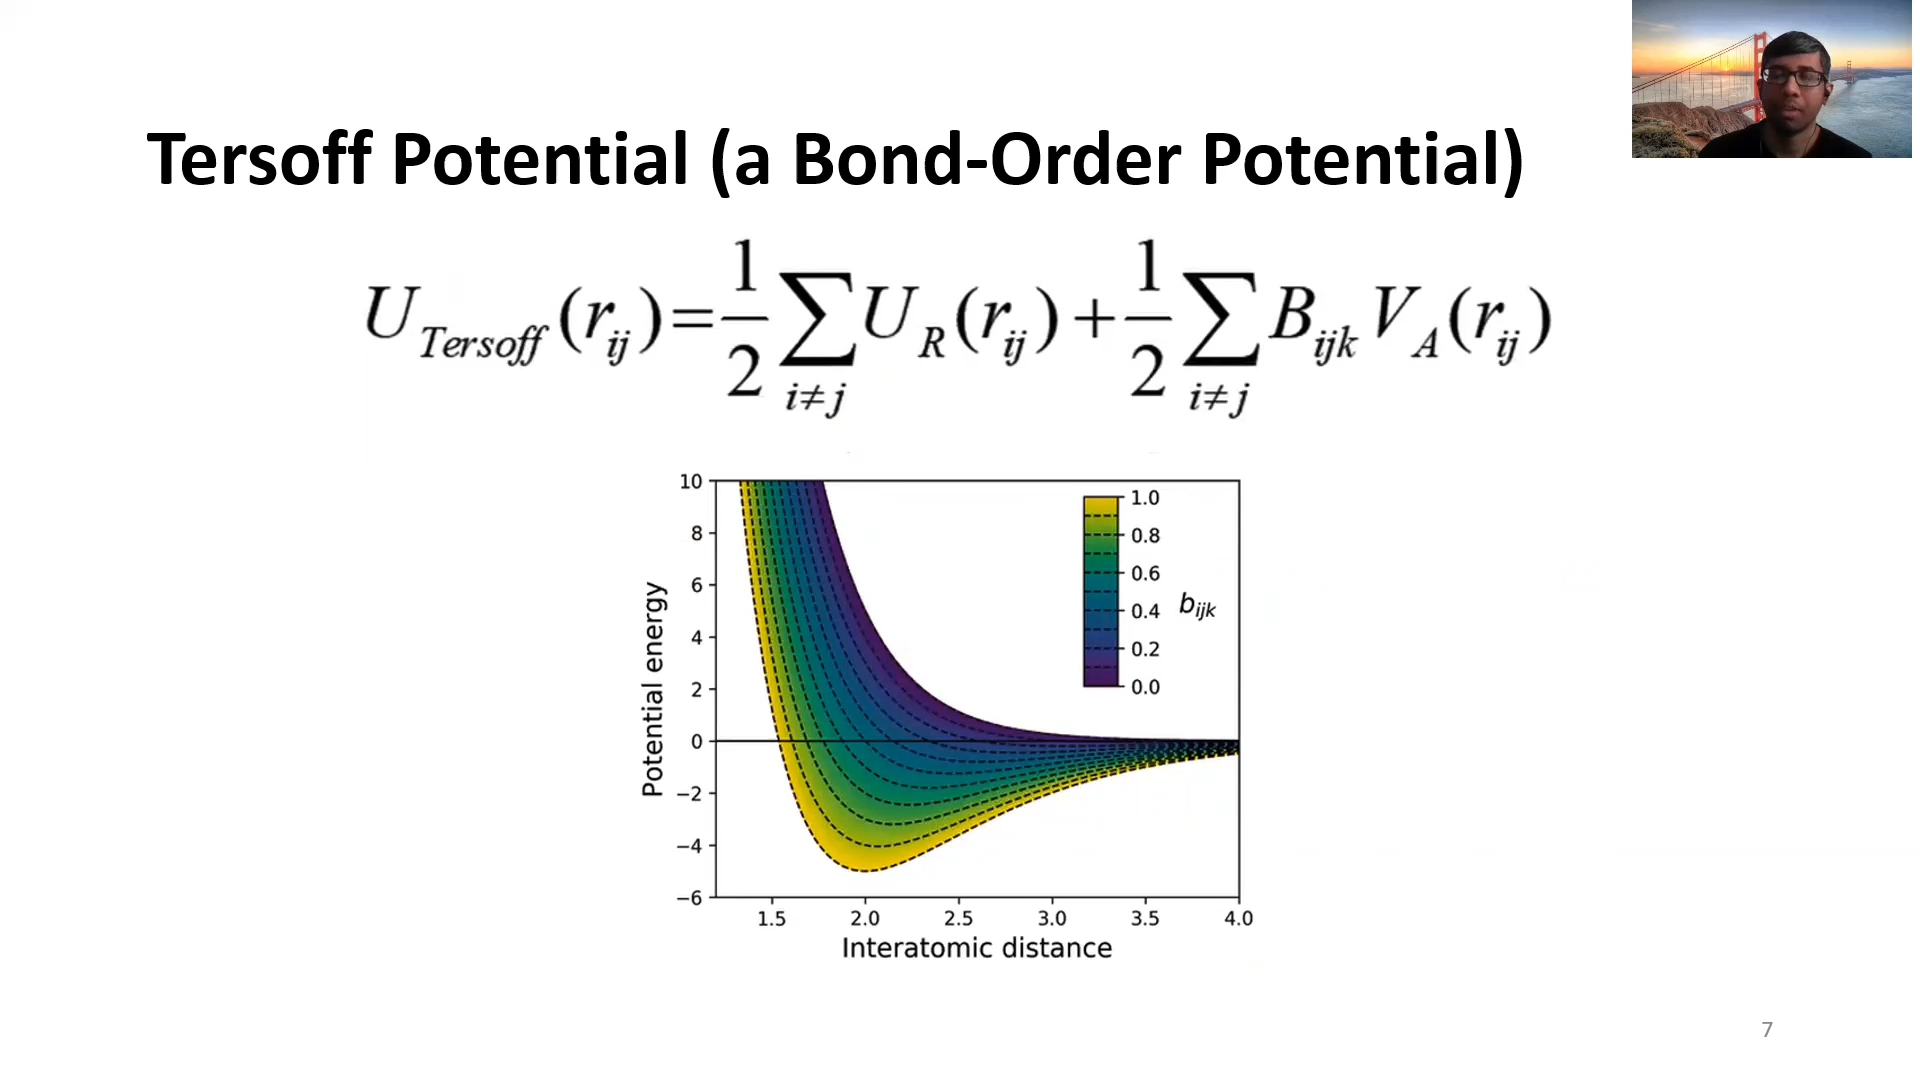 Tersoff Potential (a Bond-Order Potential)
U_Tersoff(r_ij)=1/2∑_{i≠j}U_R(r_ij)+1/2∑_{i≠j}B_ijk V_A(r_ij)
10
8
6
4
2
0
−2
−4
−6
Potential energy
1.0
0.8
0.6
0.4
0.2
0.0
b_ijk
1.5 2.0 2.5 3.0 3.5 4.0
Interatomic distance
7